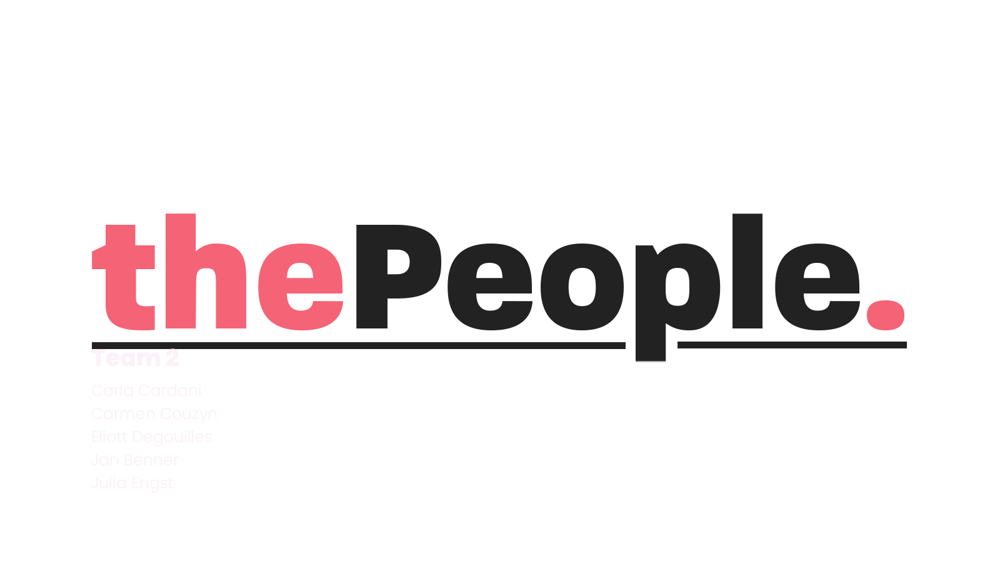 thePeople.
Team 2
Carla Cardani
Carmen Couzyn
Eliott Degouilles
Jan Benner
Julia Engst